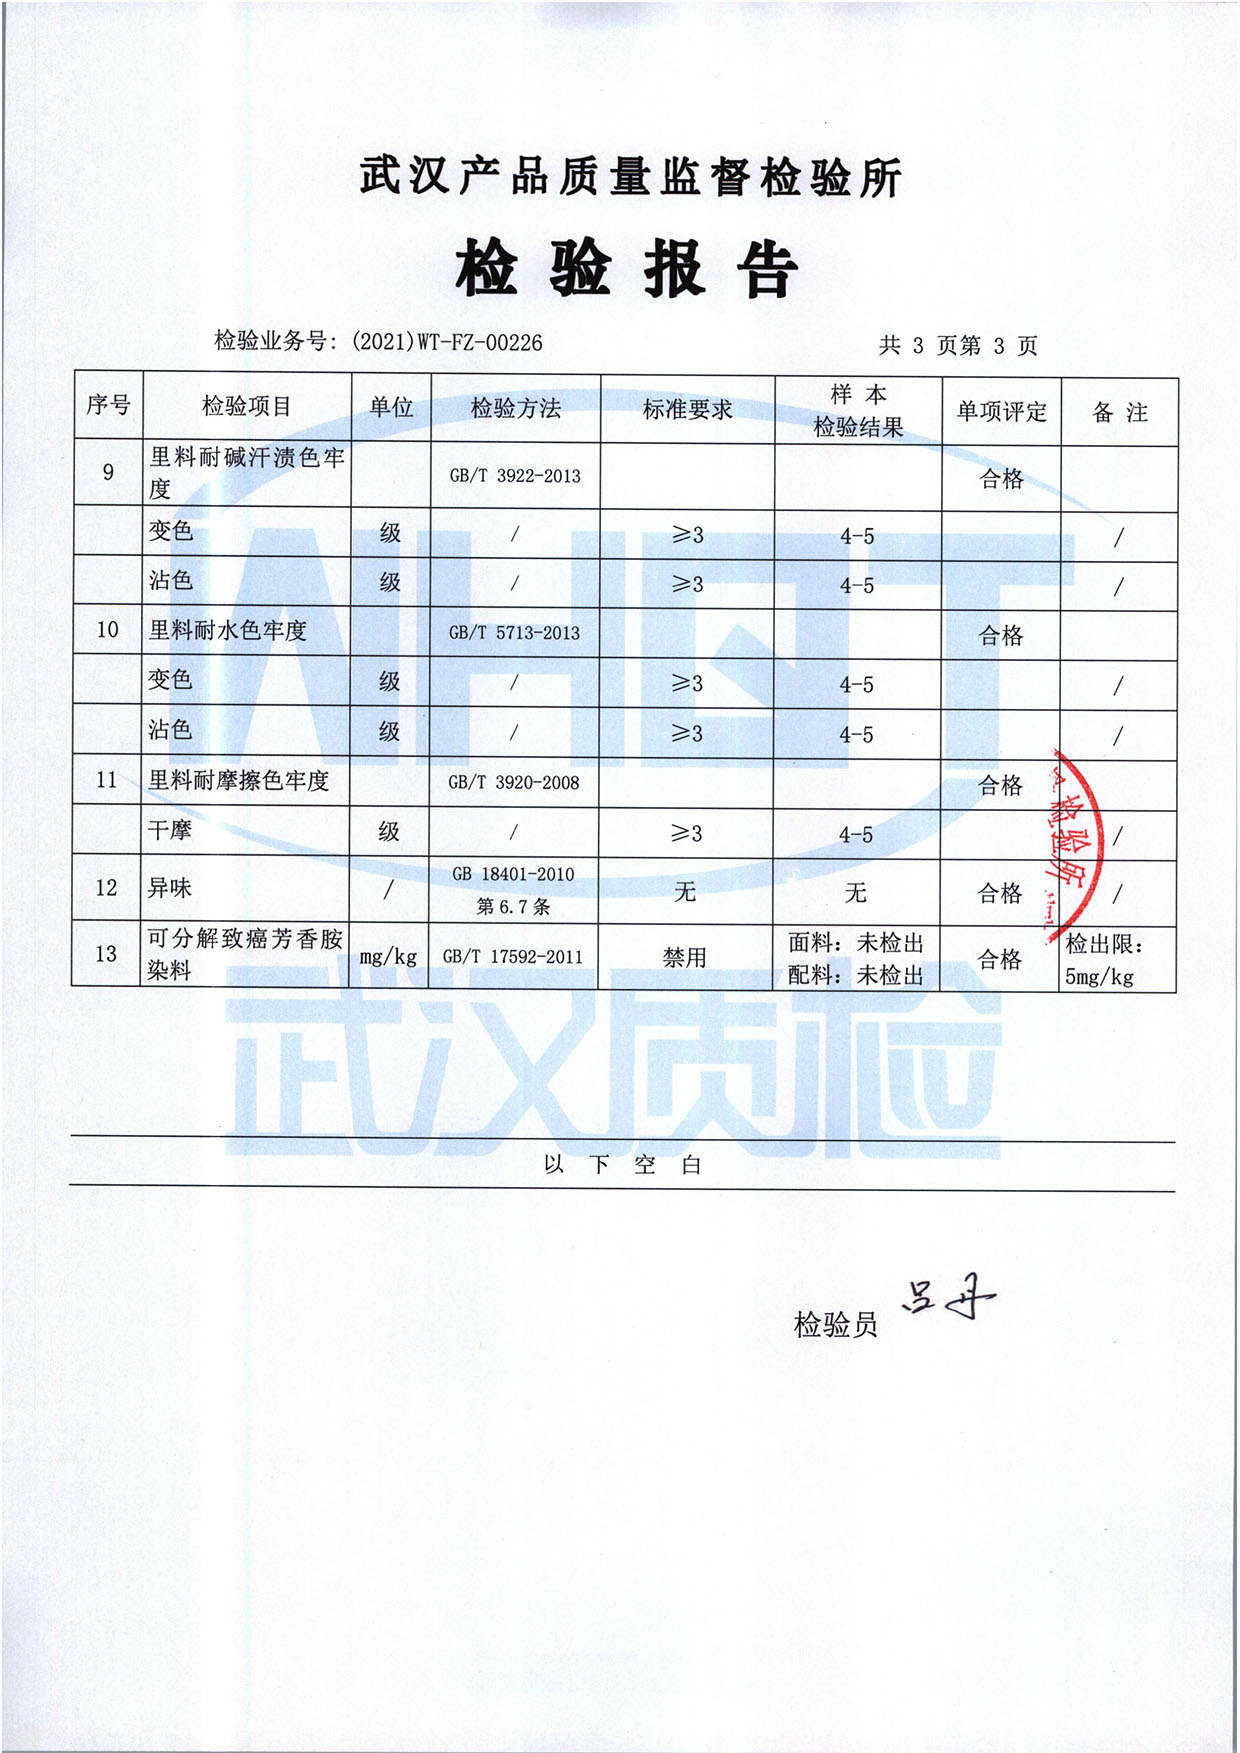 武汉产品质量监督检验所
检验报告
检验业务号：(2021)WT-FZ-00226
共 3 页第 3 页
序号 检验项目 单位 检验方法 标准要求 样本检验结果 单项评定 备注
9 里料耐碱汗渍色牢度 GB/T 3922-2013 合格
变色 级 / ≥3 4-5 /
沾色 级 / ≥3 4-5 /
10 里料耐水色牢度 GB/T 5713-2013 合格
变色 级 / ≥3 4-5 /
沾色 级 / ≥3 4-5 /
11 里料耐摩擦色牢度 GB/T 3920-2008 合格
干摩 级 / ≥3 4-5 /
12 异味 / GB 18401-2010 第 6.7 条 无 无 合格 /
13 可分解致癌芳香胺染料 mg/kg GB/T 17592-2011 禁用 面料：未检出 配料：未检出 合格 检出限：5mg/kg
检验所
WHQT
武汉质检
以下空白
检验员 吕丹